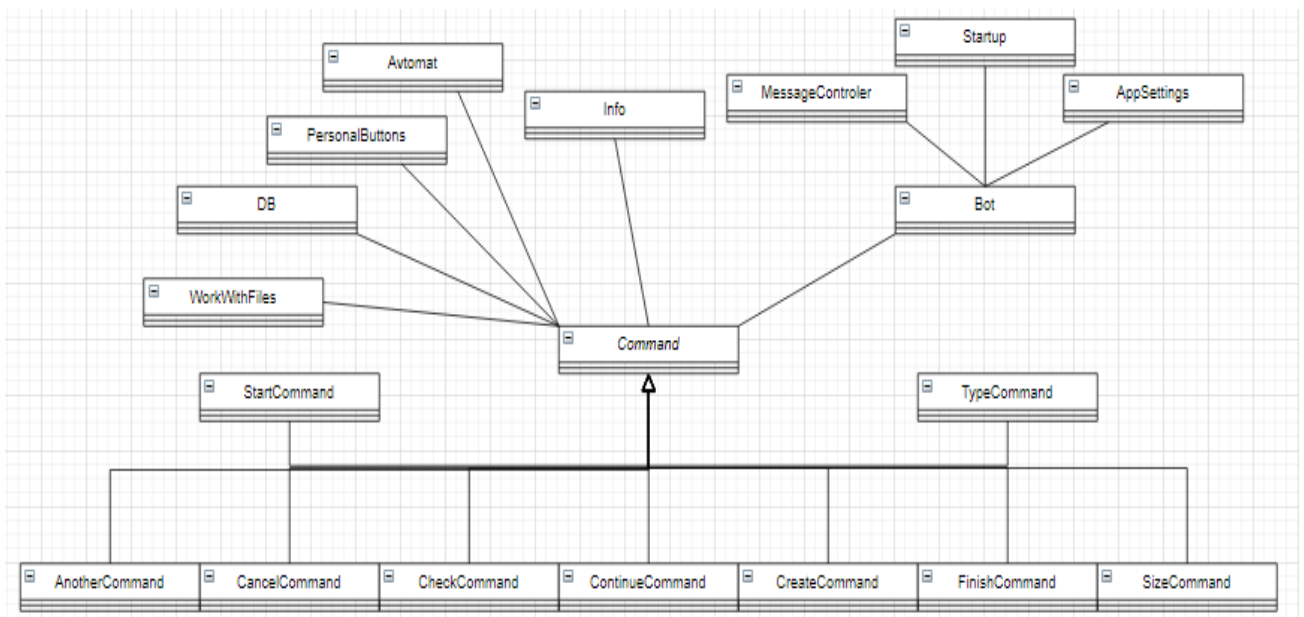 Startup
Avtomat
MessageControler
AppSettings
Info
PersonalButtons
DB
Bot
WorkWithFiles
Command
StartCommand
TypeCommand
AnotherCommand
CancelCommand
CheckCommand
ContinueCommand
CreateCommand
FinishCommand
SizeCommand